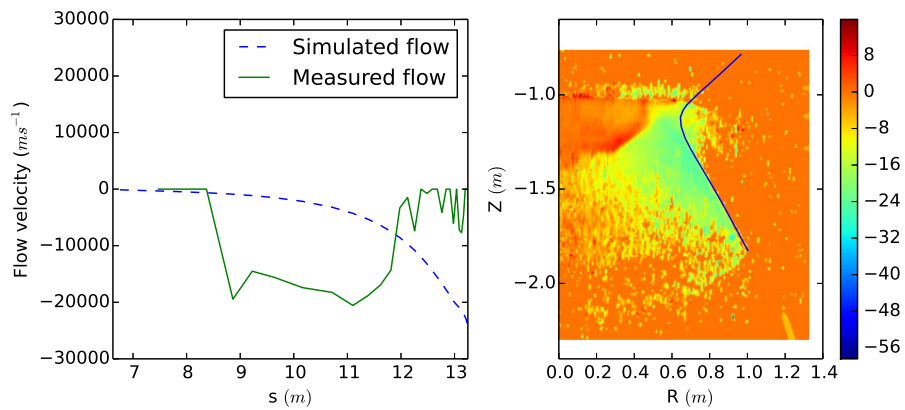 30000
20000
10000
0
−10000
−20000
−30000
Flow velocity (ms⁻¹)
Simulated flow
Measured flow
7 8 9 10 11 12 13
s (m)
−1.0
−1.5
−2.0
Z (m)
0.0 0.2 0.4 0.6 0.8 1.0 1.2 1.4
R (m)
8
0
−8
−16
−24
−32
−40
−48
−56